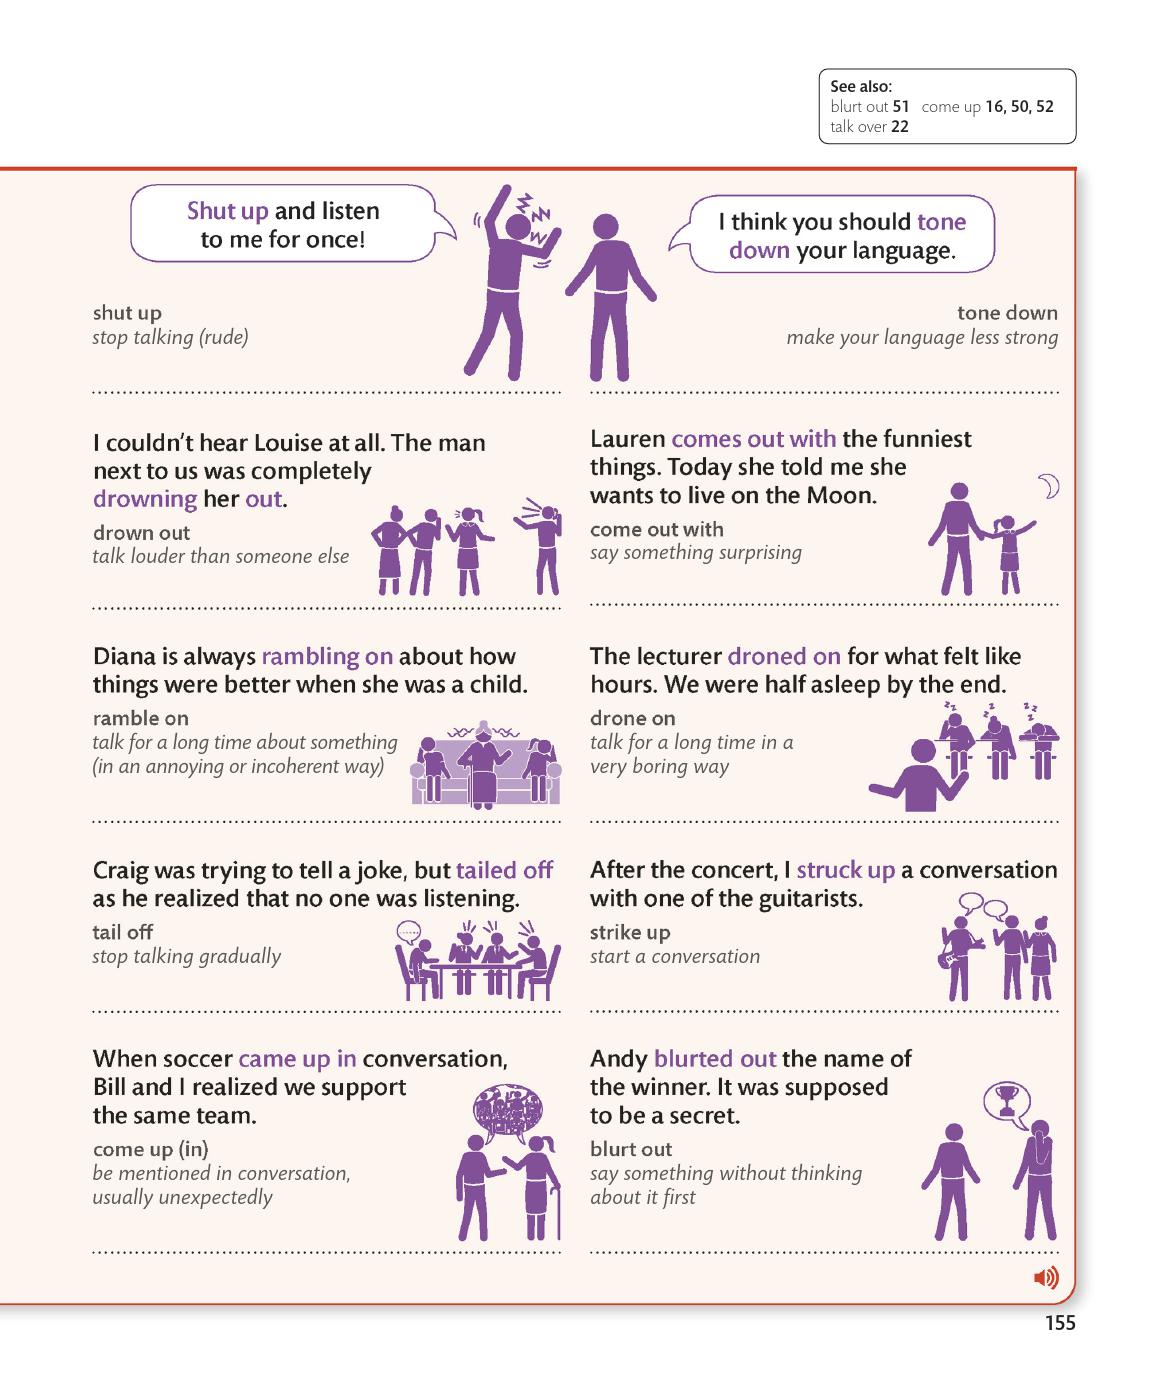 See also:
blurt out 51 come up 16, 50, 52
talk over 22
Shut up and listen
to me for once!
I think you should tone
down your language.
shut up
stop talking (rude)
tone down
make your language less strong
I couldn't hear Louise at all. The man
next to us was completely
drowning her out.
drown out
talk louder than someone else
Lauren comes out with the funniest
things. Today she told me she
wants to live on the Moon.
come out with
say something surprising
Diana is always rambling on about how
things were better when she was a child.
ramble on
talk for a long time about something
(in an annoying or incoherent way)
The lecturer droned on for what felt like
hours. We were half asleep by the end.
drone on
talk for a long time in a
very boring way
Craig was trying to tell a joke, but tailed off
as he realized that no one was listening.
tail off
stop talking gradually
After the concert, I struck up a conversation
with one of the guitarists.
strike up
start a conversation
When soccer came up in conversation,
Bill and I realized we support
the same team.
come up (in)
be mentioned in conversation,
usually unexpectedly
Andy blurted out the name of
the winner. It was supposed
to be a secret.
blurt out
say something without thinking
about it first
155